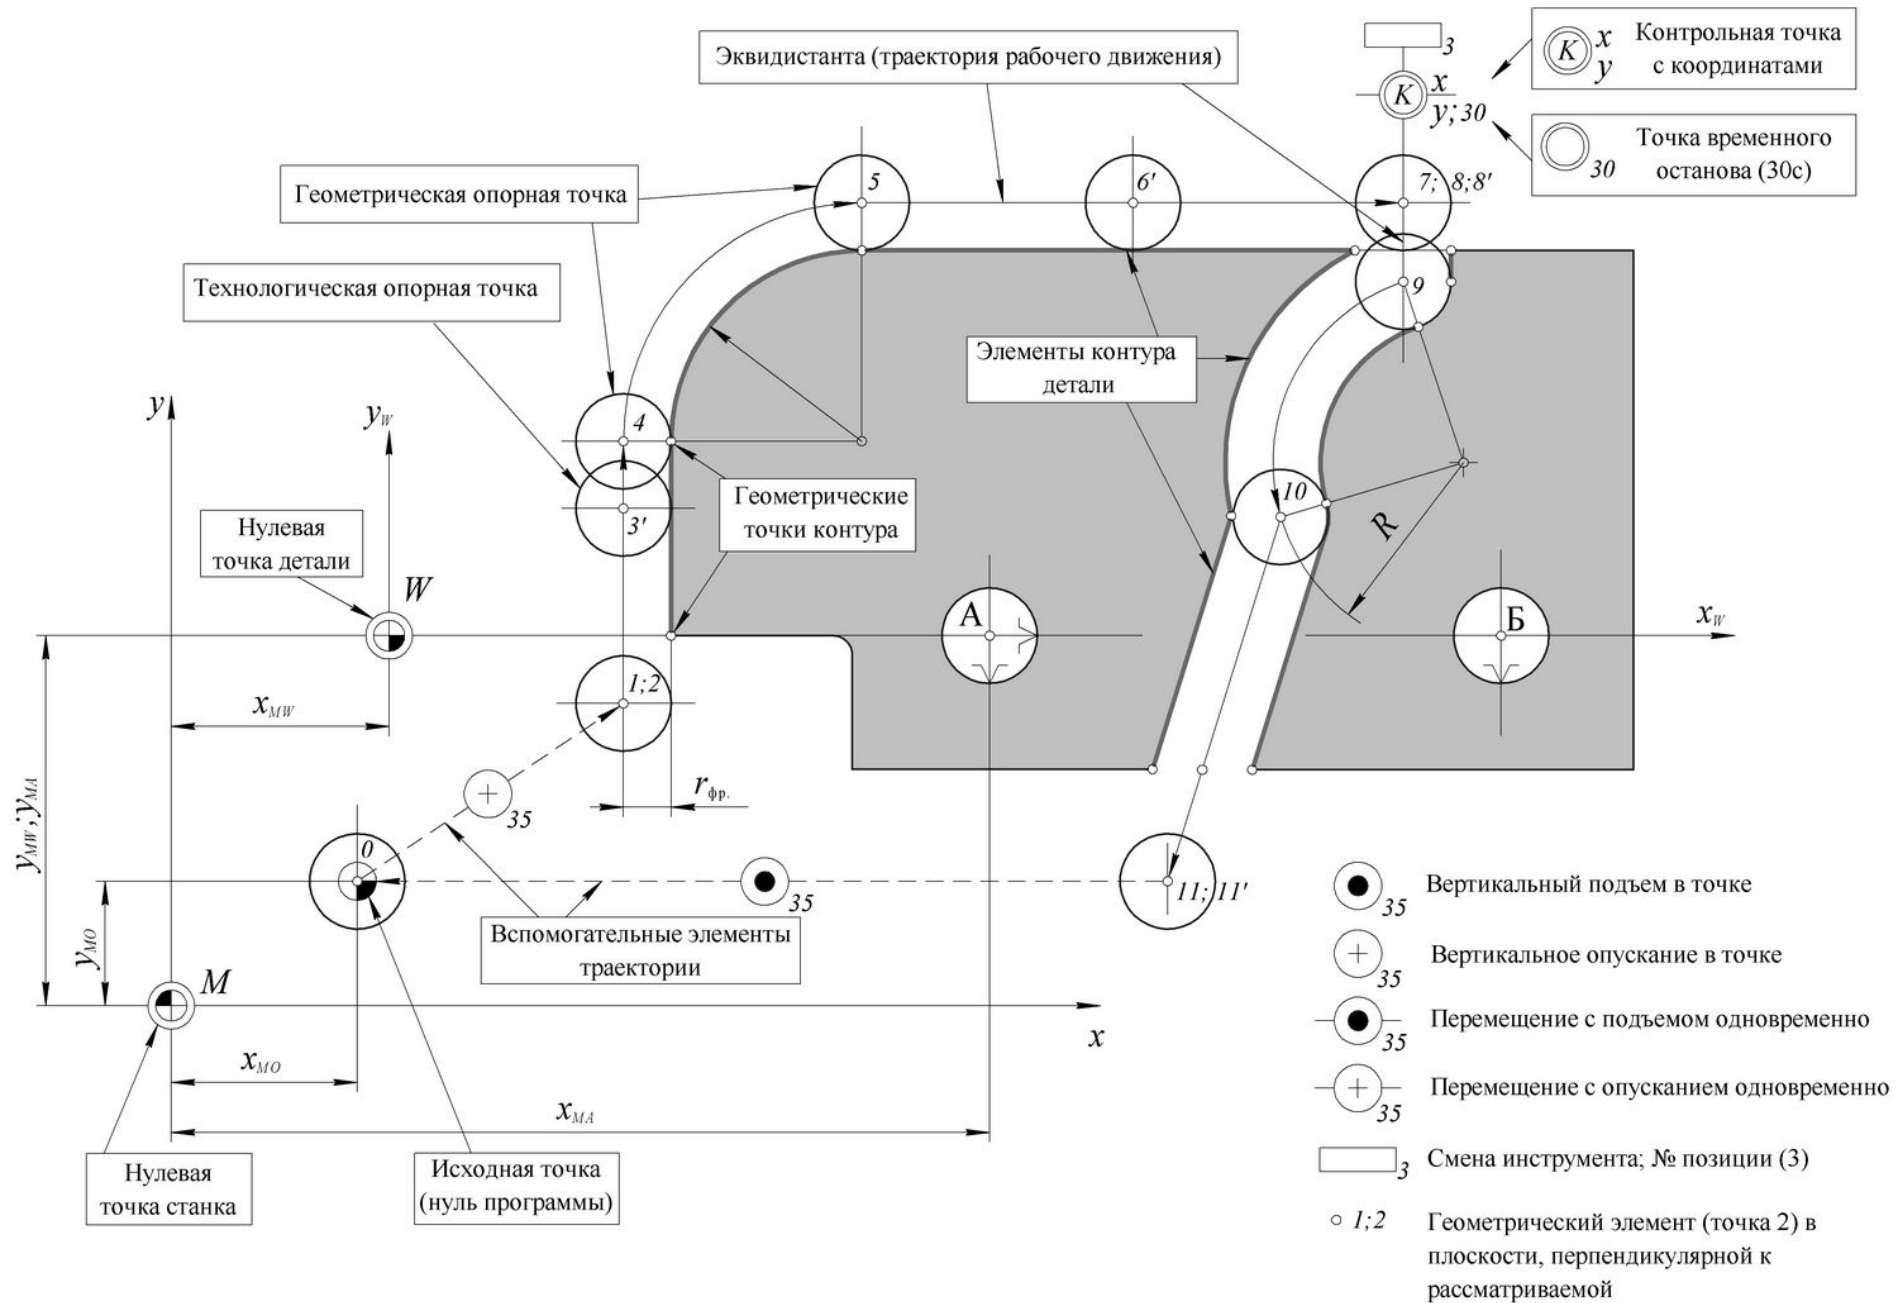 Эквидистанта (траектория рабочего движения)
3
K x
y; 30
K x
y
Контрольная точка
с координатами
30
Точка временного
останова (30с)
Геометрическая опорная точка
5
6'
7; 8;8'
Технологическая опорная точка
9
Элементы контура
детали
y
y_W
4
3'
Геометрические
точки контура
10
R
Нулевая
точка детали
W
А
Б
x_W
1;2
x_MW
r_фр.
35
y_MW; y_MA
0
35
11; 11'
y_MO
Вспомогательные элементы
траектории
M
x
x_MO
x_MA
Нулевая
точка станка
Исходная точка
(нуль программы)
35 Вертикальный подъем в точке
35 Вертикальное опускание в точке
35 Перемещение с подъемом одновременно
35 Перемещение с опусканием одновременно
3 Смена инструмента; № позиции (3)
1;2 Геометрический элемент (точка 2) в
плоскости, перпендикулярной к
рассматриваемой